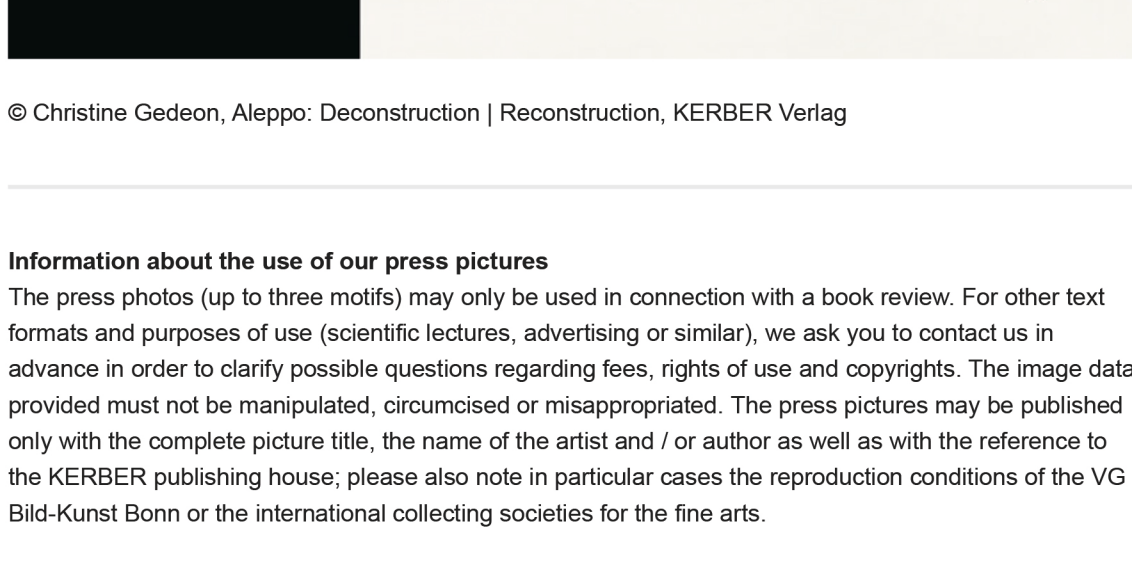 © Christine Gedeon, Aleppo: Deconstruction | Reconstruction, KERBER Verlag
Information about the use of our press pictures
The press photos (up to three motifs) may only be used in connection with a book review. For other text
formats and purposes of use (scientific lectures, advertising or similar), we ask you to contact us in
advance in order to clarify possible questions regarding fees, rights of use and copyrights. The image data
provided must not be manipulated, circumcised or misappropriated. The press pictures may be published
only with the complete picture title, the name of the artist and / or author as well as with the reference to
the KERBER publishing house; please also note in particular cases the reproduction conditions of the VG
Bild-Kunst Bonn or the international collecting societies for the fine arts.